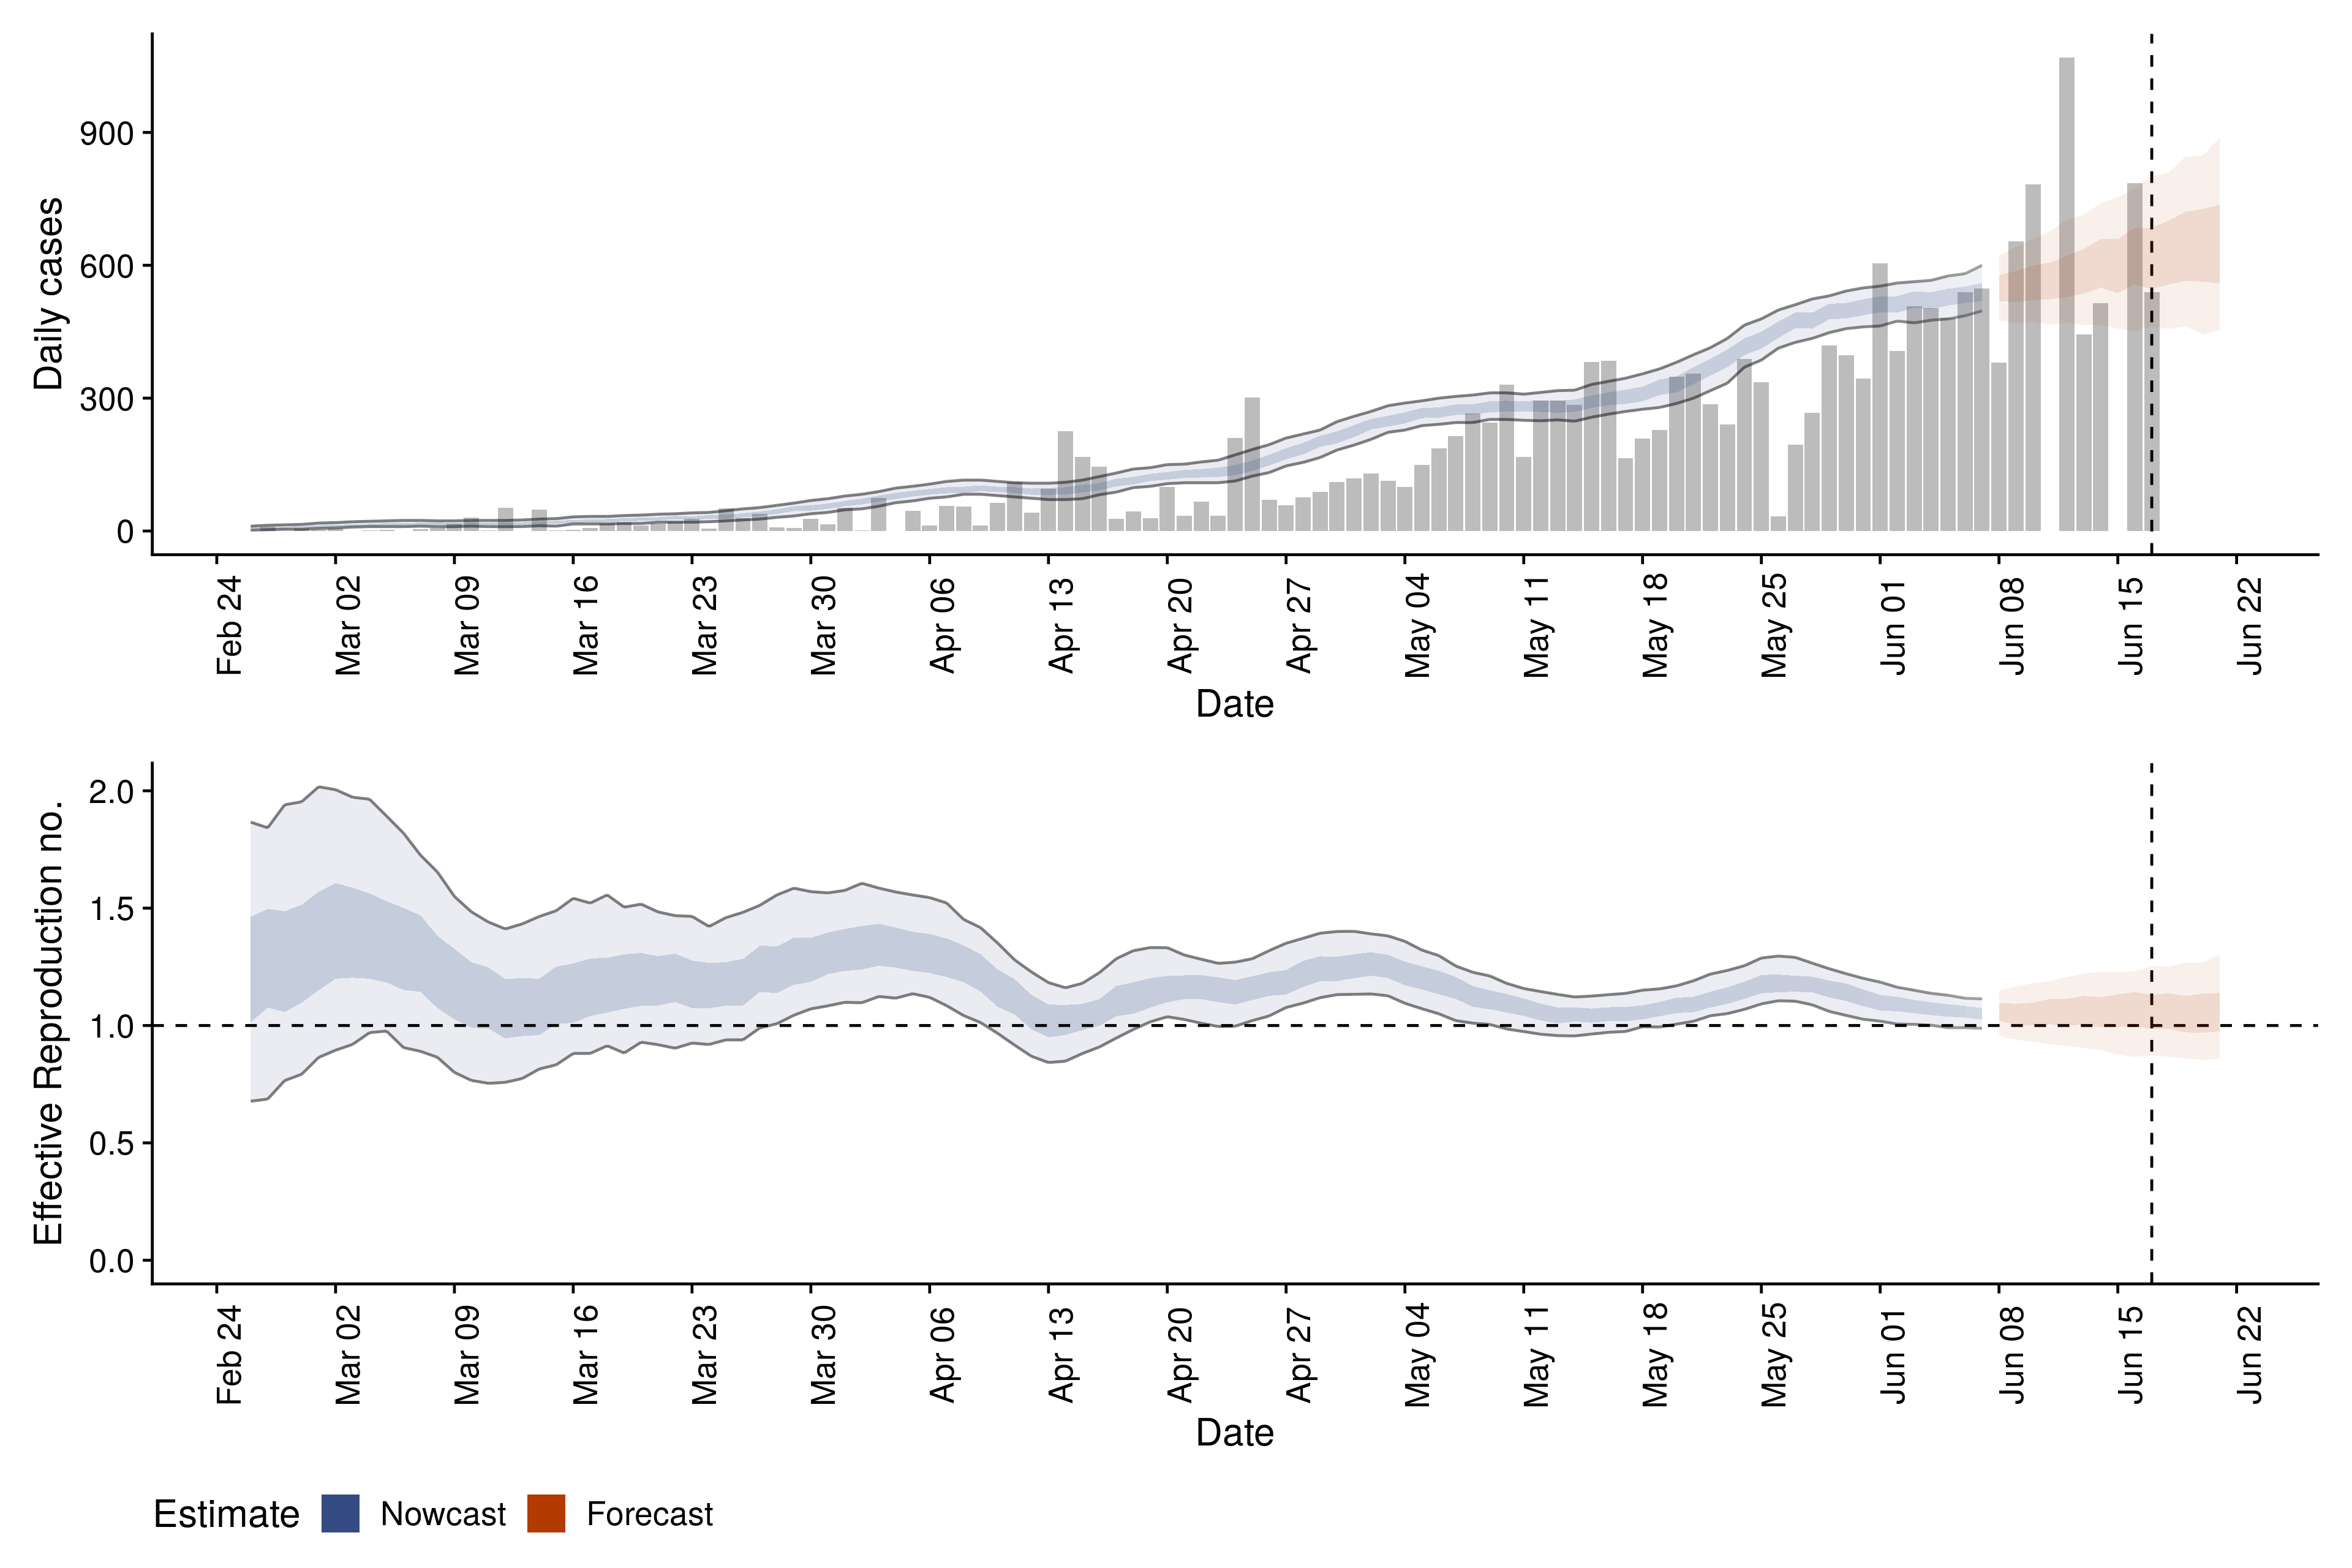 Daily cases
900
600
300
0
Feb 24
Mar 02
Mar 09
Mar 16
Mar 23
Mar 30
Apr 06
Apr 13
Apr 20
Apr 27
May 04
May 11
May 18
May 25
Jun 01
Jun 08
Jun 15
Jun 22
Date
Effective Reproduction no.
2.0
1.5
1.0
0.5
0.0
Feb 24
Mar 02
Mar 09
Mar 16
Mar 23
Mar 30
Apr 06
Apr 13
Apr 20
Apr 27
May 04
May 11
May 18
May 25
Jun 01
Jun 08
Jun 15
Jun 22
Date
Estimate Nowcast Forecast